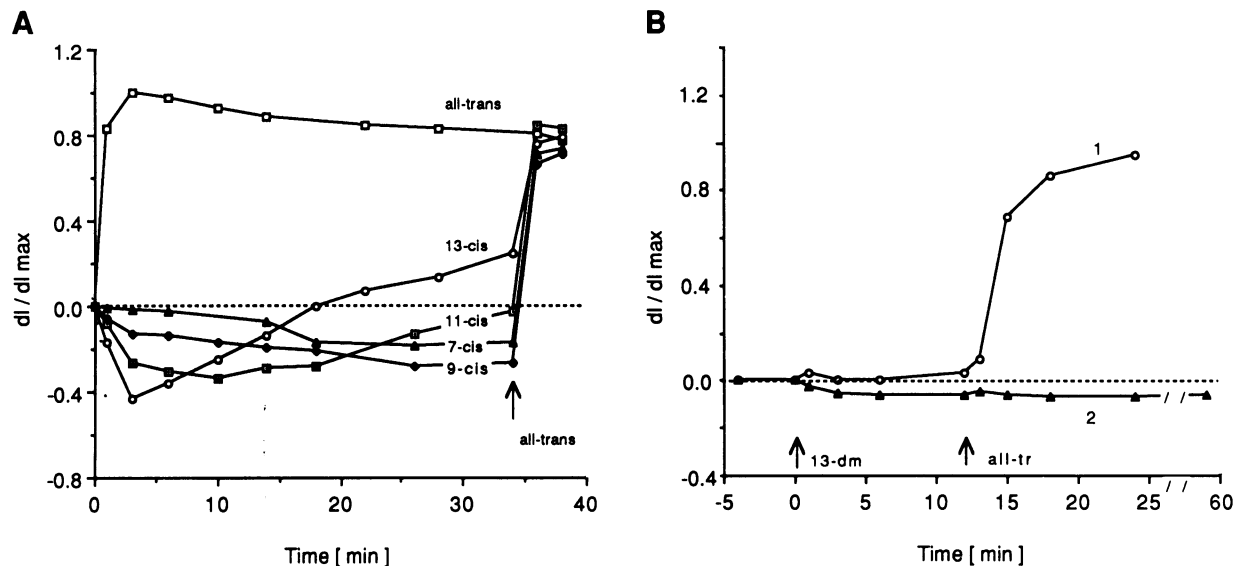 A
1.2
0.8
0.4
0.0
-0.4
-0.8
dI / dI max
0
10
20
30
40
Time [ min ]
all-trans
13-cis
11-cis
7-cis
9-cis
all-trans
B
1.2
0.8
0.4
0.0
-0.4
dI / dI max
-5
0
5
10
15
20
25
/ /
60
Time [ min ]
1
/ /
2
13-dm
all-tr